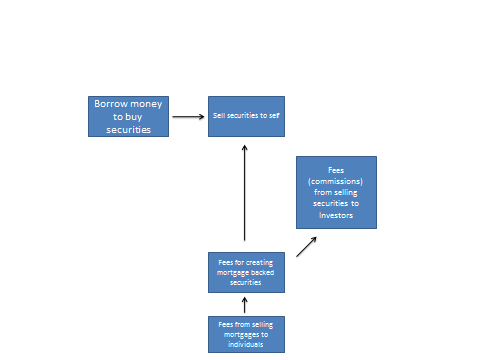 Borrow money
to buy
securities
Sell securities to self
Fees
(commissions)
from selling
securities to
Investors
Fees for creating
mortgage backed
securities
Fees from selling
mortgages to
individuals